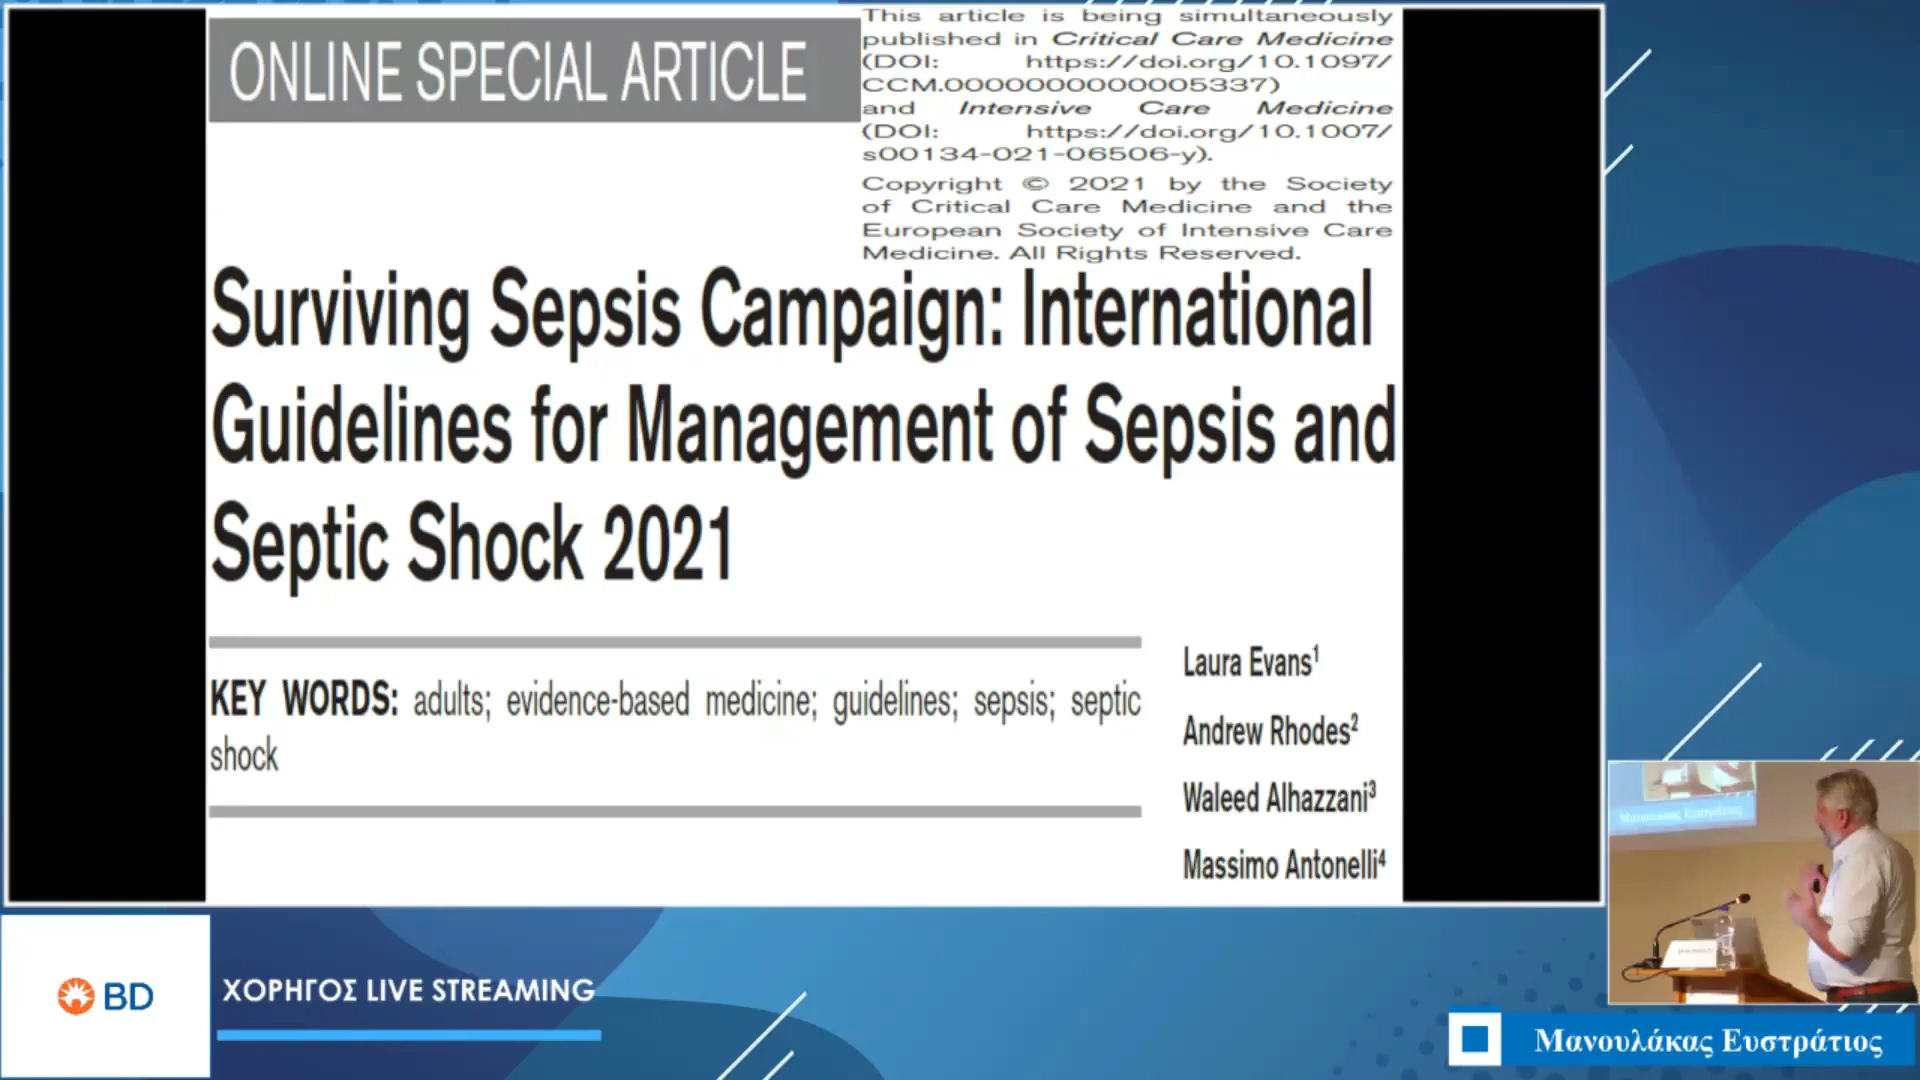 ONLINE SPECIAL ARTICLE
This article is being simultaneously
published in Critical Care Medicine
(DOI: https://doi.org/10.1097/
CCM.0000000000005337)
and Intensive Care Medicine
(DOI: https://doi.org/10.1007/
s00134-021-06506-y).
Copyright © 2021 by the Society
of Critical Care Medicine and the
European Society of Intensive Care
Medicine. All Rights Reserved.
Surviving Sepsis Campaign: International
Guidelines for Management of Sepsis and
Septic Shock 2021
KEY WORDS: adults; evidence-based medicine; guidelines; sepsis; septic
shock
Laura Evans¹
Andrew Rhodes²
Waleed Alhazzani³
Massimo Antonelli⁴
BD
ΧΟΡΗΓΟΣ LIVE STREAMING
Μανουλάκας Ευστράτιος
Μανουλάκας Ευστράτιος